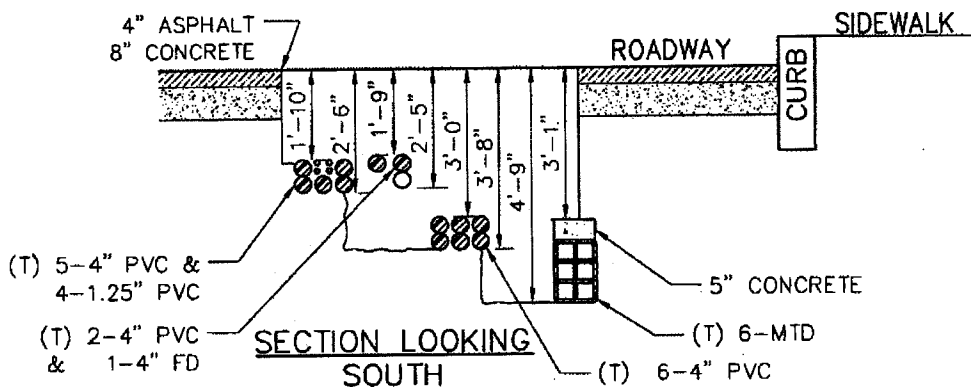 4" ASPHALT
8" CONCRETE
SIDEWALK
ROADWAY
CURB
1'-10"
2'-6"
1'-9"
2'-5"
3'-0"
3'-8"
4'-9"
3'-1"
(T) 5-4" PVC &
4-1.25" PVC
(T) 2-4" PVC
& 1-4" FD
5" CONCRETE
(T) 6-MTD
(T) 6-4" PVC
SECTION LOOKING
SOUTH